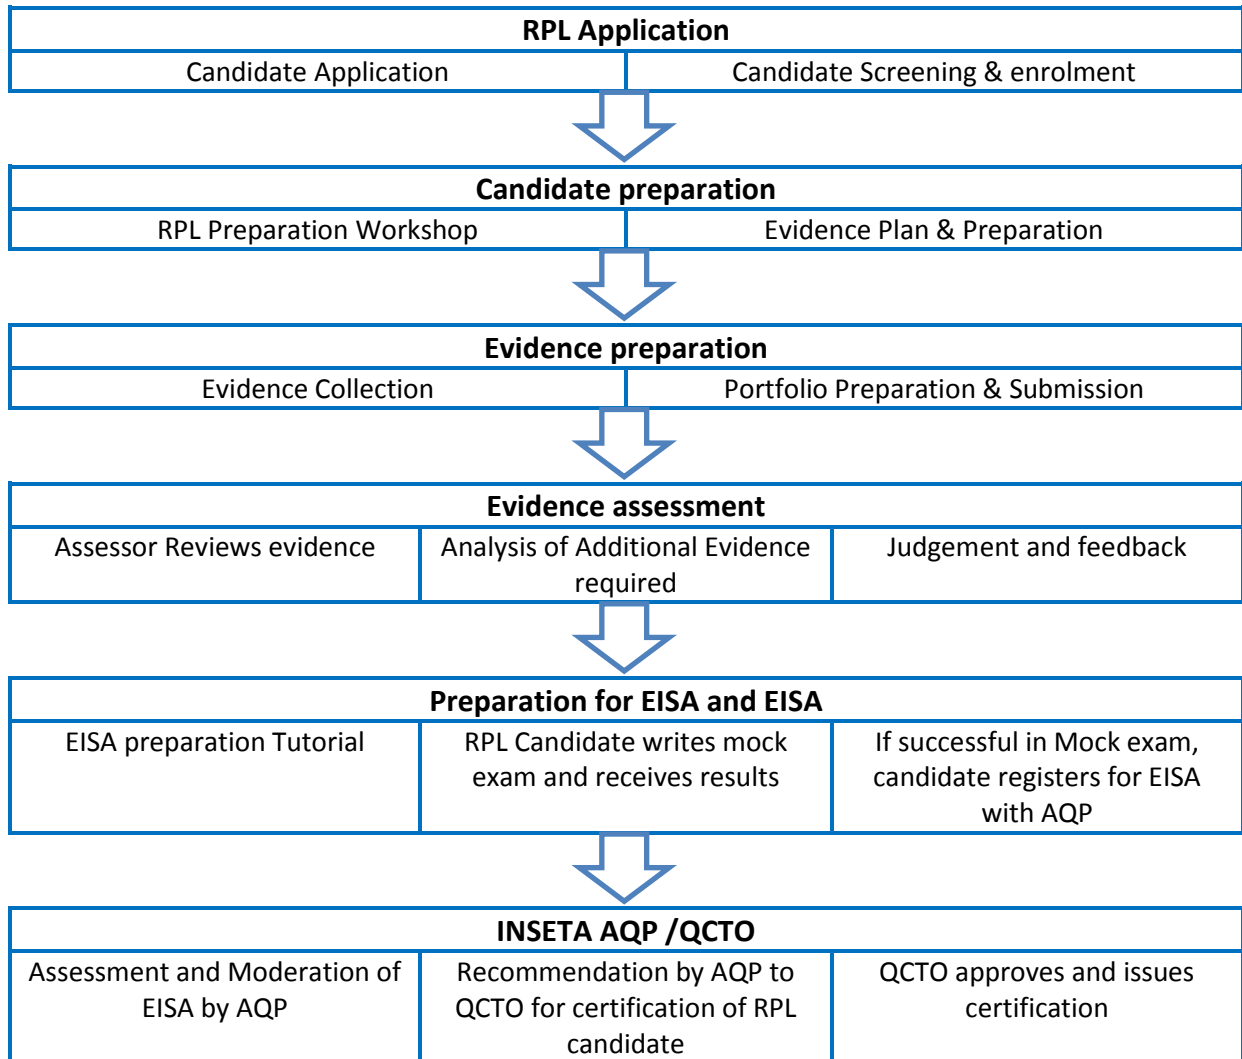 RPL Application
Candidate Application
Candidate Screening & enrolment
Candidate preparation
RPL Preparation Workshop
Evidence Plan & Preparation
Evidence preparation
Evidence Collection
Portfolio Preparation & Submission
Evidence assessment
Assessor Reviews evidence
Analysis of Additional Evidence
required
Judgement and feedback
Preparation for EISA and EISA
EISA preparation Tutorial
RPL Candidate writes mock
exam and receives results
If successful in Mock exam,
candidate registers for EISA
with AQP
INSETA AQP /QCTO
Assessment and Moderation of
EISA by AQP
Recommendation by AQP to
QCTO for certification of RPL
candidate
QCTO approves and issues
certification